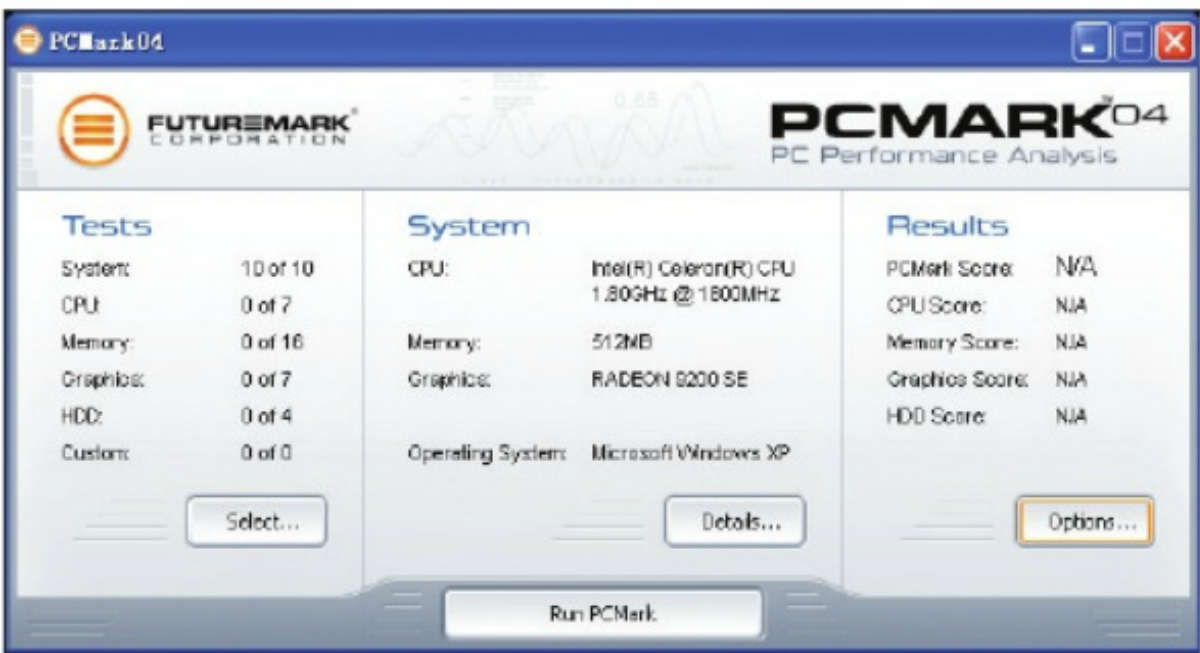 PCMark04
FUTUREMARK
CORPORATION
PCMARK™04
PC Performance Analysis
Tests
System: 10 of 10
CPU: 0 of 7
Memory: 0 of 16
Graphics: 0 of 7
HDD: 0 of 4
Custom: 0 of 0
Select...
System
CPU: Intel(R) Celeron(R) CPU
1.80GHz @ 1800MHz
Memory: 512MB
Graphics: RADEON 9200 SE
Operating System: Microsoft Windows XP
Details...
Results
PCMark Score: N/A
CPU Score: N/A
Memory Score: N/A
Graphics Score: N/A
HDD Score: N/A
Options...
Run PCMark